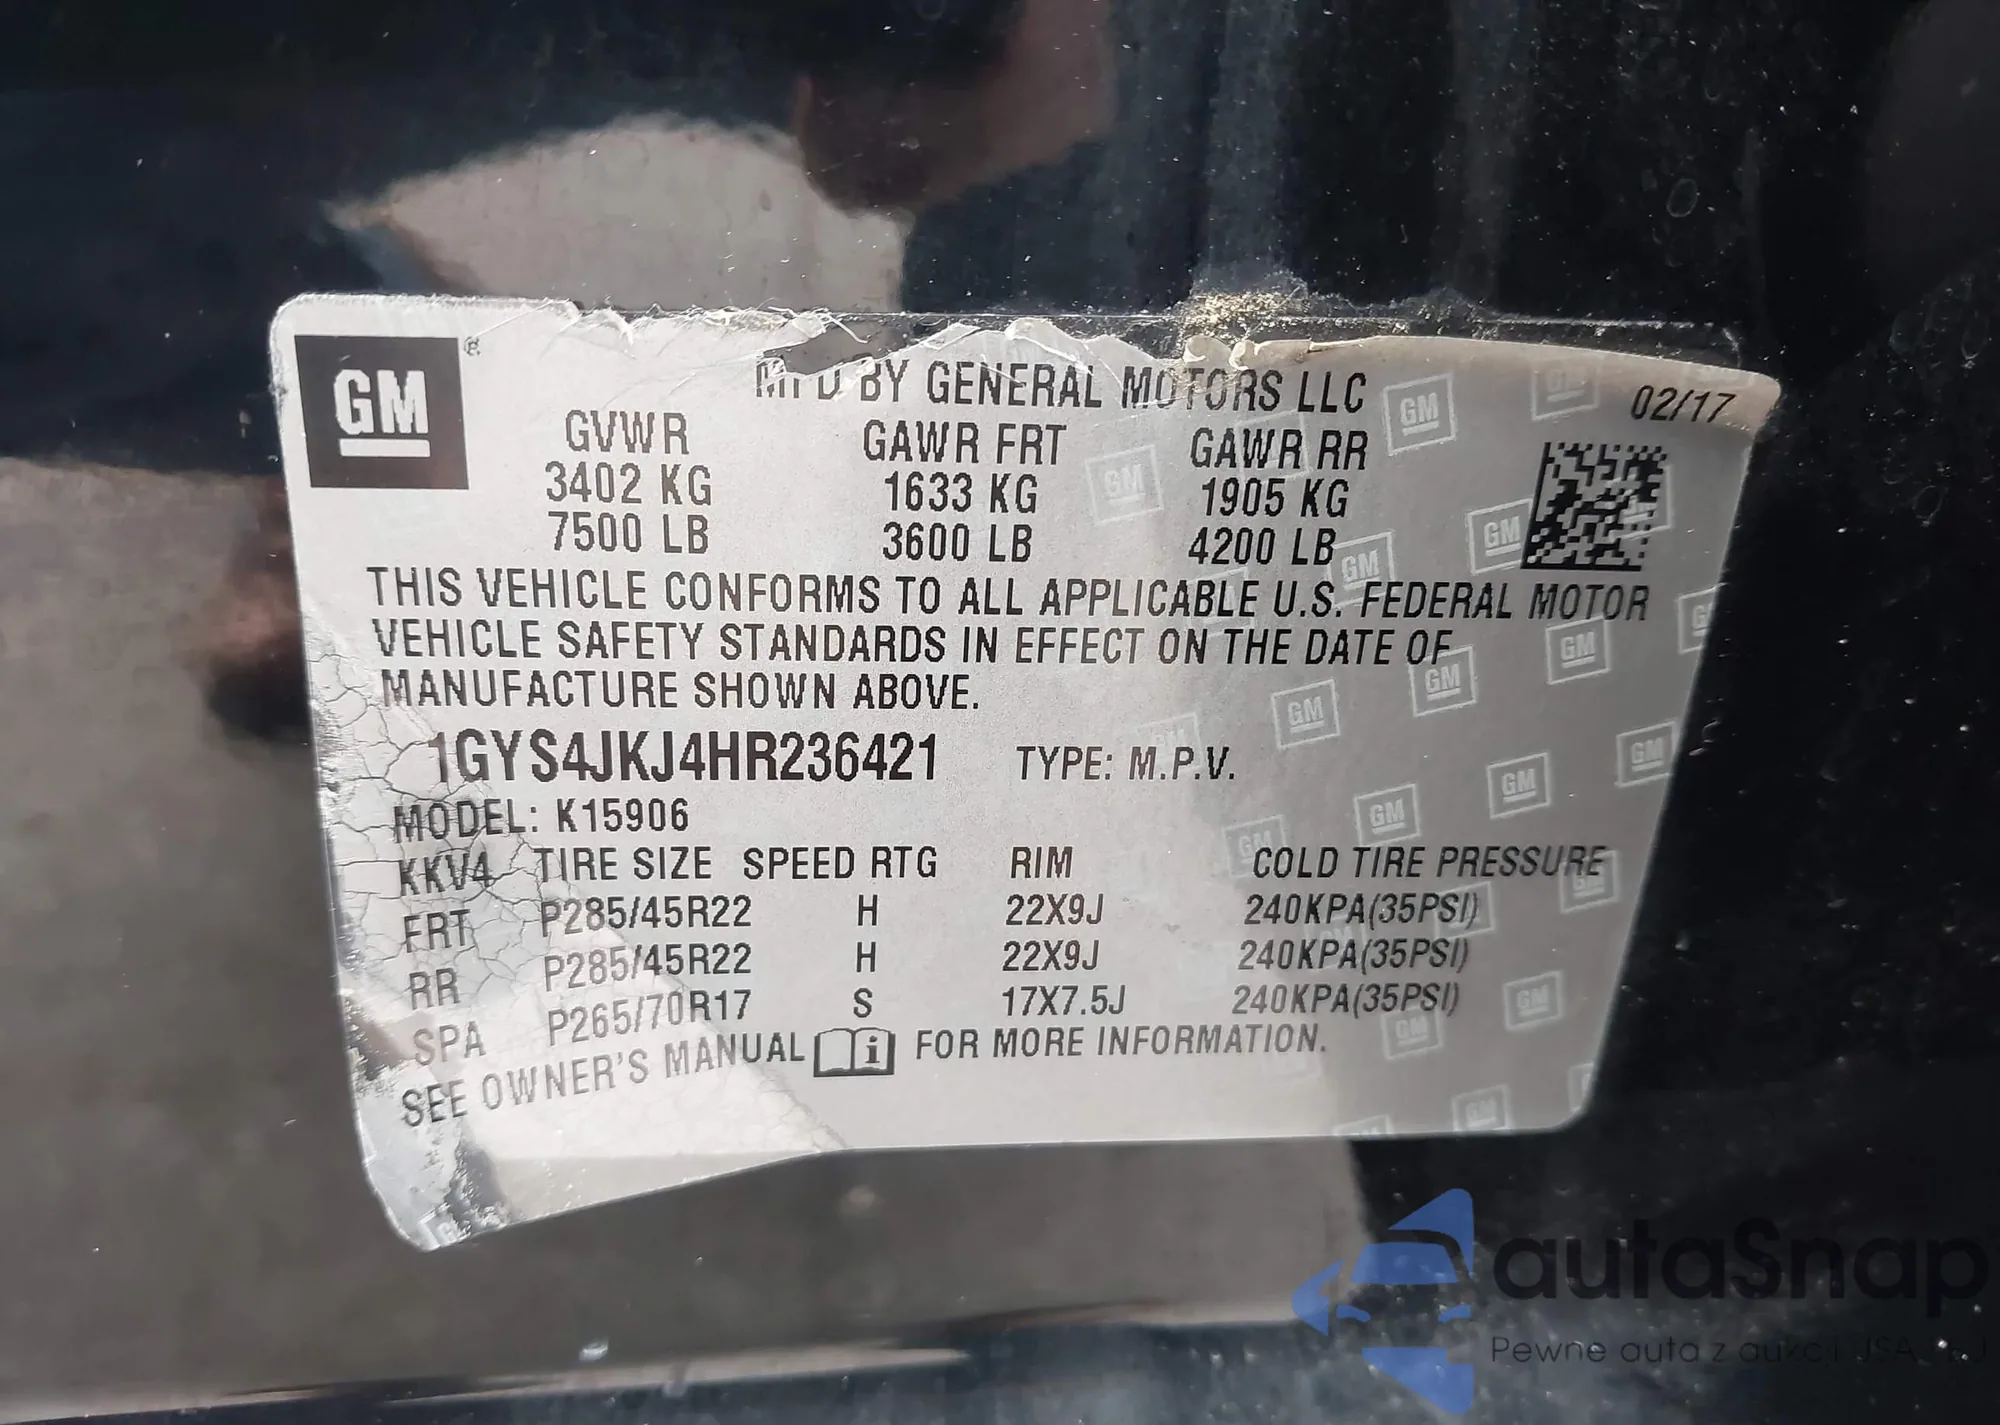 GM
MFD BY GENERAL MOTORS LLC 02/17
GVWR GAWR FRT GAWR RR
3402 KG 1633 KG 1905 KG
7500 LB 3600 LB 4200 LB
THIS VEHICLE CONFORMS TO ALL APPLICABLE U.S. FEDERAL MOTOR
VEHICLE SAFETY STANDARDS IN EFFECT ON THE DATE OF
MANUFACTURE SHOWN ABOVE.
1GYS4JKJ4HR236421 TYPE: M.P.V.
MODEL: K15906
KKV4 TIRE SIZE SPEED RTG RIM COLD TIRE PRESSURE
FRT P285/45R22 H 22X9J 240KPA(35PSI)
RR P285/45R22 H 22X9J 240KPA(35PSI)
SPA P265/70R17 S 17X7.5J 240KPA(35PSI)
SEE OWNER'S MANUAL i FOR MORE INFORMATION.
autaSnap
Pewne auta z aukcji USA